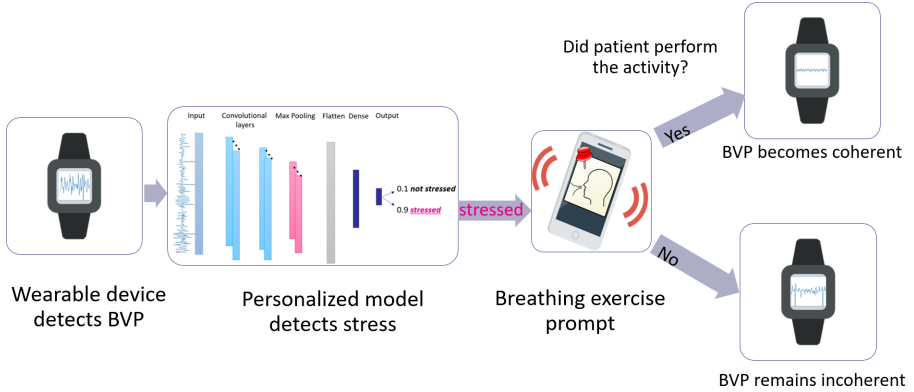 Did patient perform
the activity?
Input
Convolutional
layers
Max Pooling
Flatten
Dense
Output
0.1 not stressed
0.9 stressed
stressed
Yes
No
BVP becomes coherent
Wearable device
detects BVP
Personalized model
detects stress
Breathing exercise
prompt
BVP remains incoherent